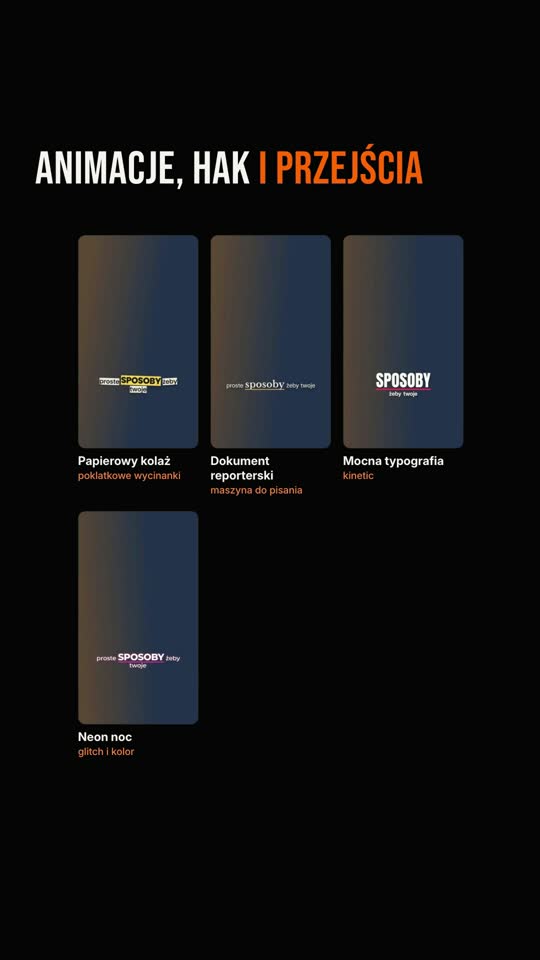 ANIMACJE, HAK I PRZEJŚCIA
proste SPOSOBY żeby
twoje
proste sposoby żeby twoje
SPOSOBY
żeby twoje
Papierowy kolaż
poklatkowe wycinanki
Dokument
reporterski
maszyna do pisania
Mocna typografia
kinetic
proste SPOSOBY żeby
twoje
Neon noc
glitch i kolor